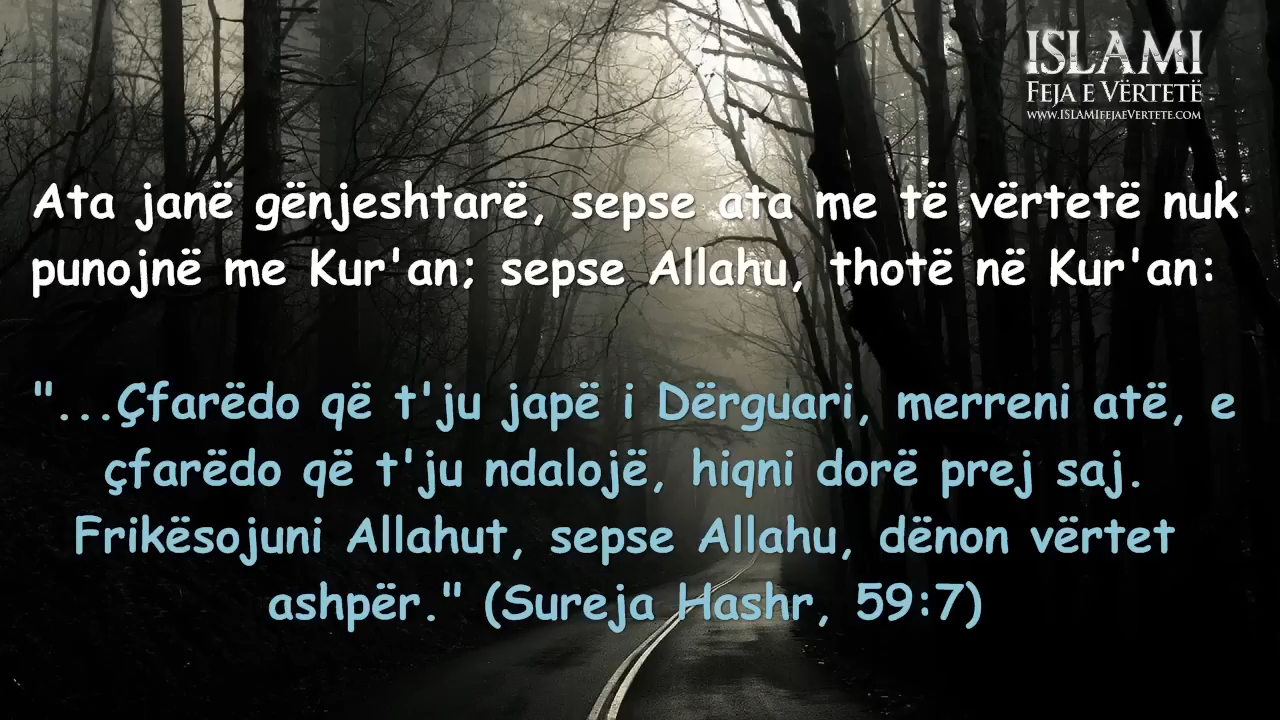 ISLAMI
FEJA E VËRTETË
WWW.ISLAMIFEJAEVERTETE.COM
Ata janë gënjeshtarë, sepse ata me të vërtetë nuk
punojnë me Kur'an; sepse Allahu, thotë në Kur'an:
"...Çfarëdo që t'ju japë i Dërguari, merreni atë, e
çfarëdo që t'ju ndalojë, hiqni dorë prej saj.
Frikësojuni Allahut, sepse Allahu, dënon vërtet
ashpër." (Sureja Hashr, 59:7)